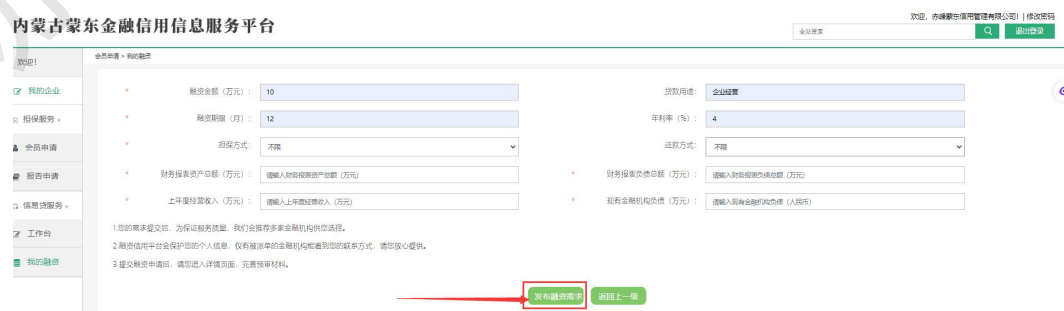 欢迎，赤峰蒙东信用管理有限公司! | 修改密码
内蒙古蒙东金融信用信息服务平台
全站搜索 退出登录
欢迎!
会员申请 > 我的融资
我的企业
担保服务
会员申请
报告申请
信易贷服务
工作台
我的融资
* 融资金额（万元）: 10 贷款用途: 企业经营
* 融资期限（月）: 12 年利率（%）: 4
* 担保方式: 不限 还款方式: 不限
* 财务报表资产总额（万元）: 请输入财务报表资产总额（万元） * 财务报表负债总额（万元）: 请输入财务报表负债总额（万元）
* 上年度经营收入（万元）: 请输入上年度经营收入（万元） * 现有金融机构负债（万元）: 请输入现有金融机构负债（人民币）
1.您的需求提交后，为保证服务质量，我们会推荐多家金融机构供您选择。
2.融资信用平台会保护您的个人信息，仅有被派单的金融机构能看到您的联系方式，请您放心提供。
3.提交融资申请后，请您进入详情页面，完善预审材料。
发布融资需求 返回上一级